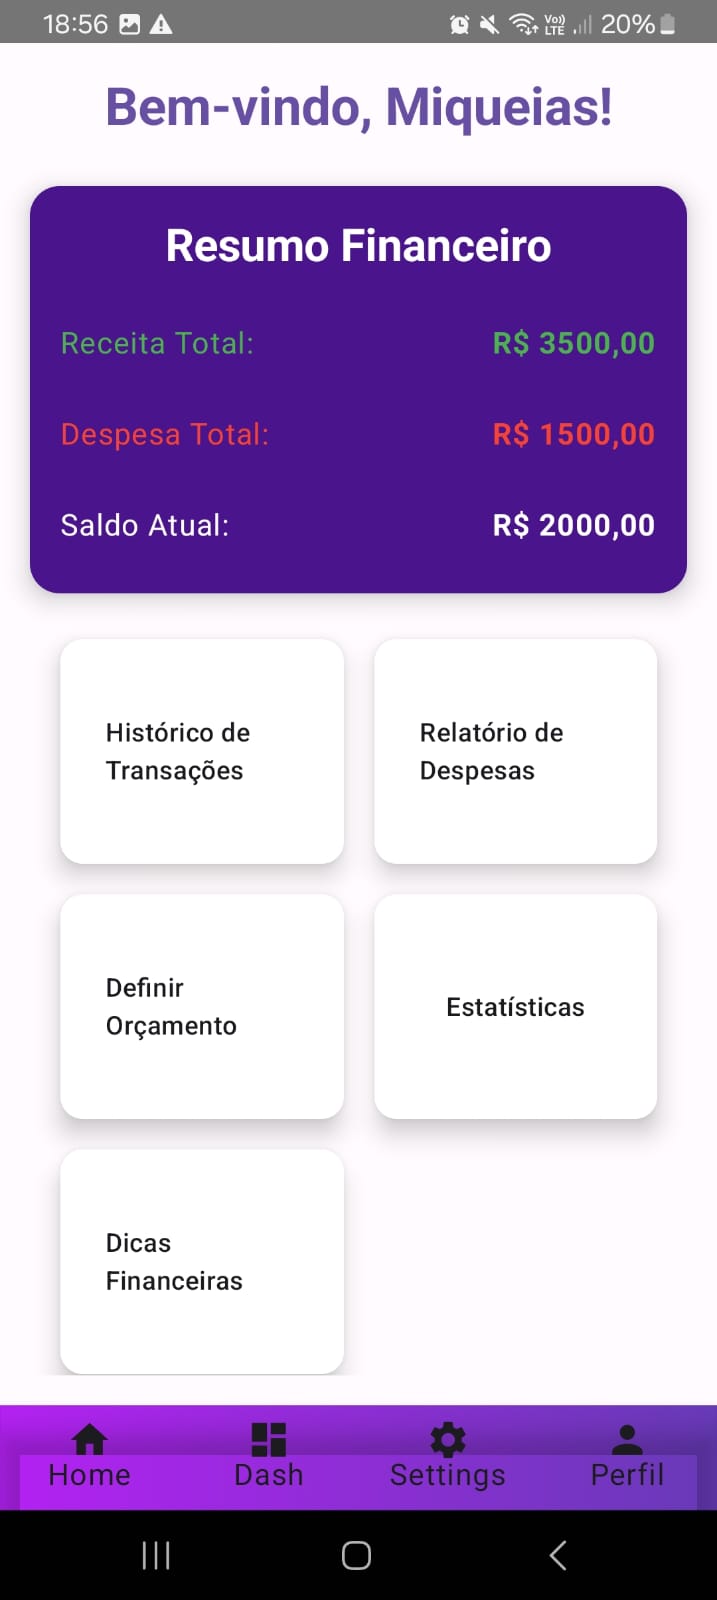 18:56
Vo))
LTE
20%
Bem-vindo, Miqueias!
Resumo Financeiro
Receita Total: R$ 3500,00
Despesa Total: R$ 1500,00
Saldo Atual: R$ 2000,00
Histórico de
Transações
Relatório de
Despesas
Definir
Orçamento
Estatísticas
Dicas
Financeiras
Home Dash Settings Perfil